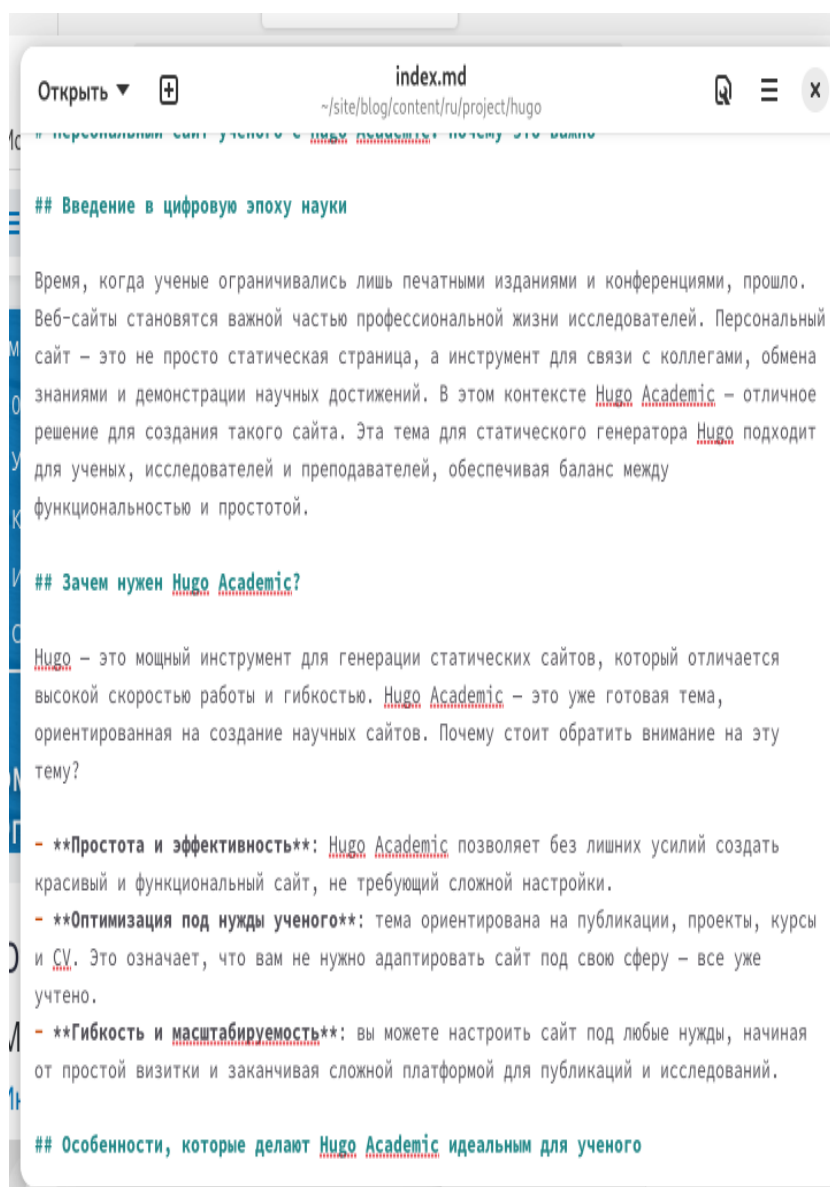 Открыть
index.md
~/site/blog/content/ru/project/hugo
# Персональный сайт ученого с Hugo Academic: почему это важно
## Введение в цифровую эпоху науки
Время, когда ученые ограничивались лишь печатными изданиями и конференциями, прошло.
Веб-сайты становятся важной частью профессиональной жизни исследователей. Персональный
сайт – это не просто статическая страница, а инструмент для связи с коллегами, обмена
знаниями и демонстрации научных достижений. В этом контексте Hugo Academic – отличное
решение для создания такого сайта. Эта тема для статического генератора Hugo подходит
для ученых, исследователей и преподавателей, обеспечивая баланс между
функциональностью и простотой.
## Зачем нужен Hugo Academic?
Hugo – это мощный инструмент для генерации статических сайтов, который отличается
высокой скоростью работы и гибкостью. Hugo Academic – это уже готовая тема,
ориентированная на создание научных сайтов. Почему стоит обратить внимание на эту
тему?
- **Простота и эффективность**: Hugo Academic позволяет без лишних усилий создать
красивый и функциональный сайт, не требующий сложной настройки.
- **Оптимизация под нужды ученого**: тема ориентирована на публикации, проекты, курсы
и CV. Это означает, что вам не нужно адаптировать сайт под свою сферу – все уже
учтено.
- **Гибкость и масштабируемость**: вы можете настроить сайт под любые нужды, начиная
от простой визитки и заканчивая сложной платформой для публикаций и исследований.
## Особенности, которые делают Hugo Academic идеальным для ученого